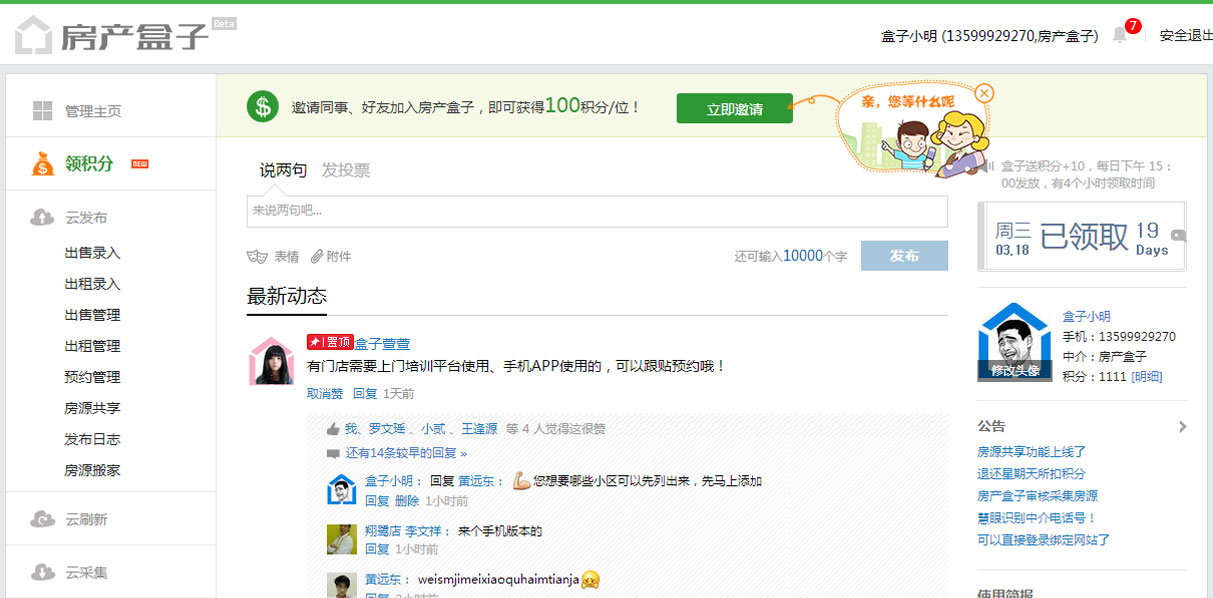 房产盒子 Beta
盒子小明 (13599929270,房产盒子)
7
安全退出
管理主页
领积分 NEW
云发布
出售录入
出租录入
出售管理
出租管理
预约管理
房源共享
发布日志
房源搬家
云刷新
云采集
邀请同事、好友加入房产盒子，即可获得100积分/位！
立即邀请
亲，您等什么呢
说两句 发投票
来说两句吧...
表情 附件
还可输入10000个字
发布
最新动态
置顶 盒子萱萱
有门店需要上门培训平台使用、手机APP使用的，可以跟贴预约哦！
取消赞 回复 1天前
我、罗文瑶 、小贰 、王逢源 等 4 人觉得这很赞
还有14条较早的回复 »
盒子小明： 回复 黄远东： 您想要哪些小区可以先列出来，先马上添加
回复 删除 1小时前
翔鹭店 李文祥： 来个手机版本的
回复 1小时前
黄远东： weismjimeixiaoquhaimtianja
回复 2小时前
盒子送积分+10，每日下午 15：
00发放，有4个小时领取时间
周三
03.18
已领取
19
Days
修改头像
盒子小明
手机：13599929270
中介：房产盒子
积分：1111 [明细]
公告
房源共享功能上线了
退还星期天所扣积分
房产盒子审核采集房源
慧眼识别中介电话号！
可以直接登录绑定网站了
使用简报